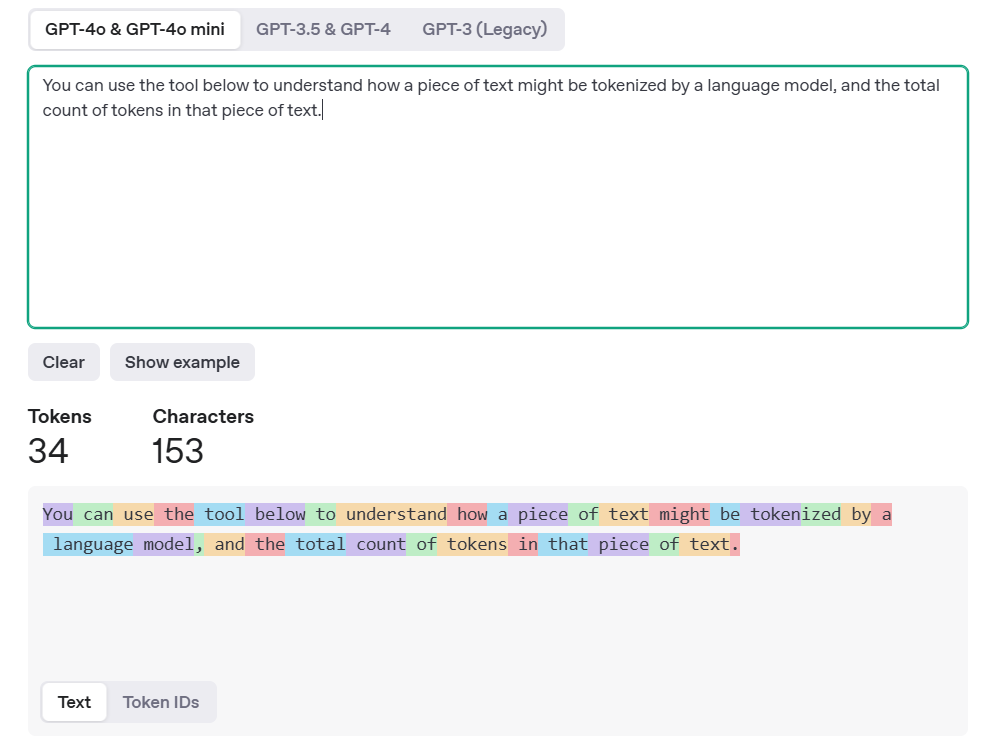 GPT-4o & GPT-4o mini GPT-3.5 & GPT-4 GPT-3 (Legacy)
You can use the tool below to understand how a piece of text might be tokenized by a language model, and the total
count of tokens in that piece of text.
Clear Show example
Tokens Characters
34 153
You can use the tool below to understand how a piece of text might be tokenized by a
language model, and the total count of tokens in that piece of text.
Text Token IDs